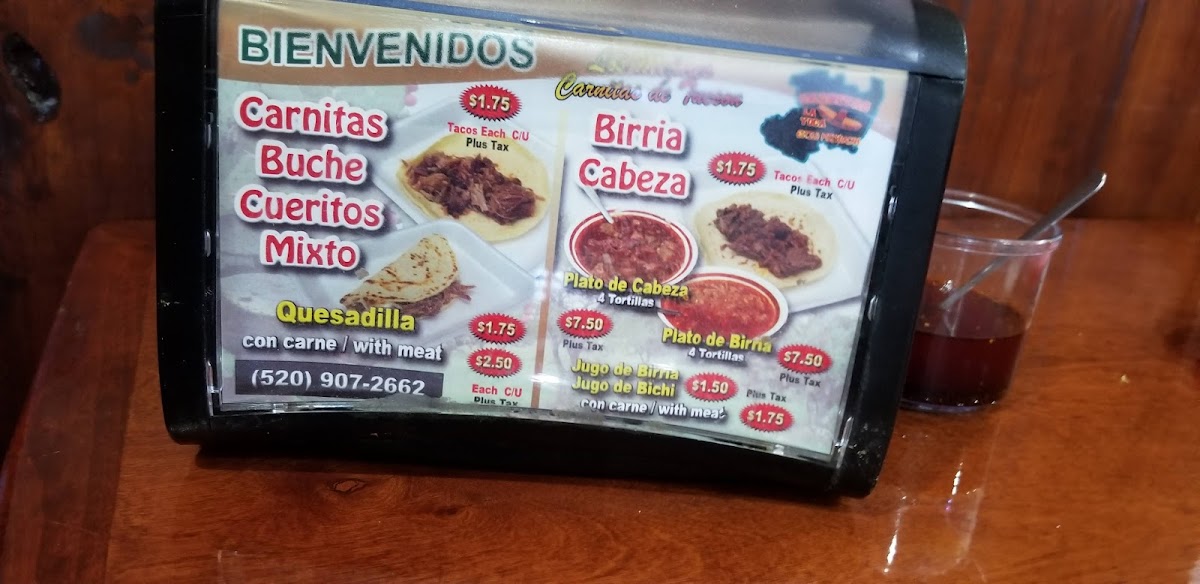 BIENVENIDOS
Carnitas de Tucson
Carnitas
Buche
Cueritos
Mixto
$1.75
Tacos Each C/U
Plus Tax
Quesadilla
con carne / with meat
$1.75
$2.50
Each C/U
Plus Tax
(520) 907-2662
Birria
Cabeza
$1.75
Tacos Each C/U
Plus Tax
Plato de Cabeza
4 Tortillas
$7.50
Plus Tax
Plato de Birria
4 Tortillas
$7.50
Plus Tax
Jugo de Birria
Jugo de Bichi
$1.50
Plus Tax
con carne / with meat
$1.75